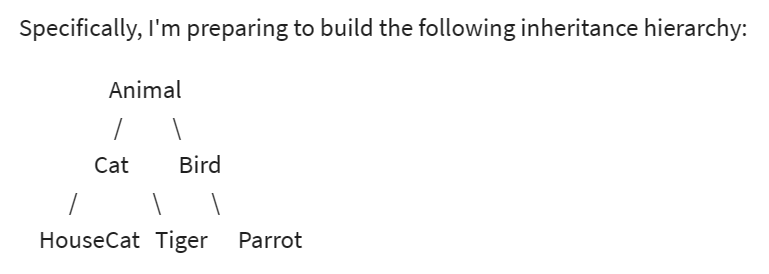 Specifically, I'm preparing to build the following inheritance hierarchy:
Animal
/ \
Cat Bird
/ \ \
HouseCat Tiger Parrot